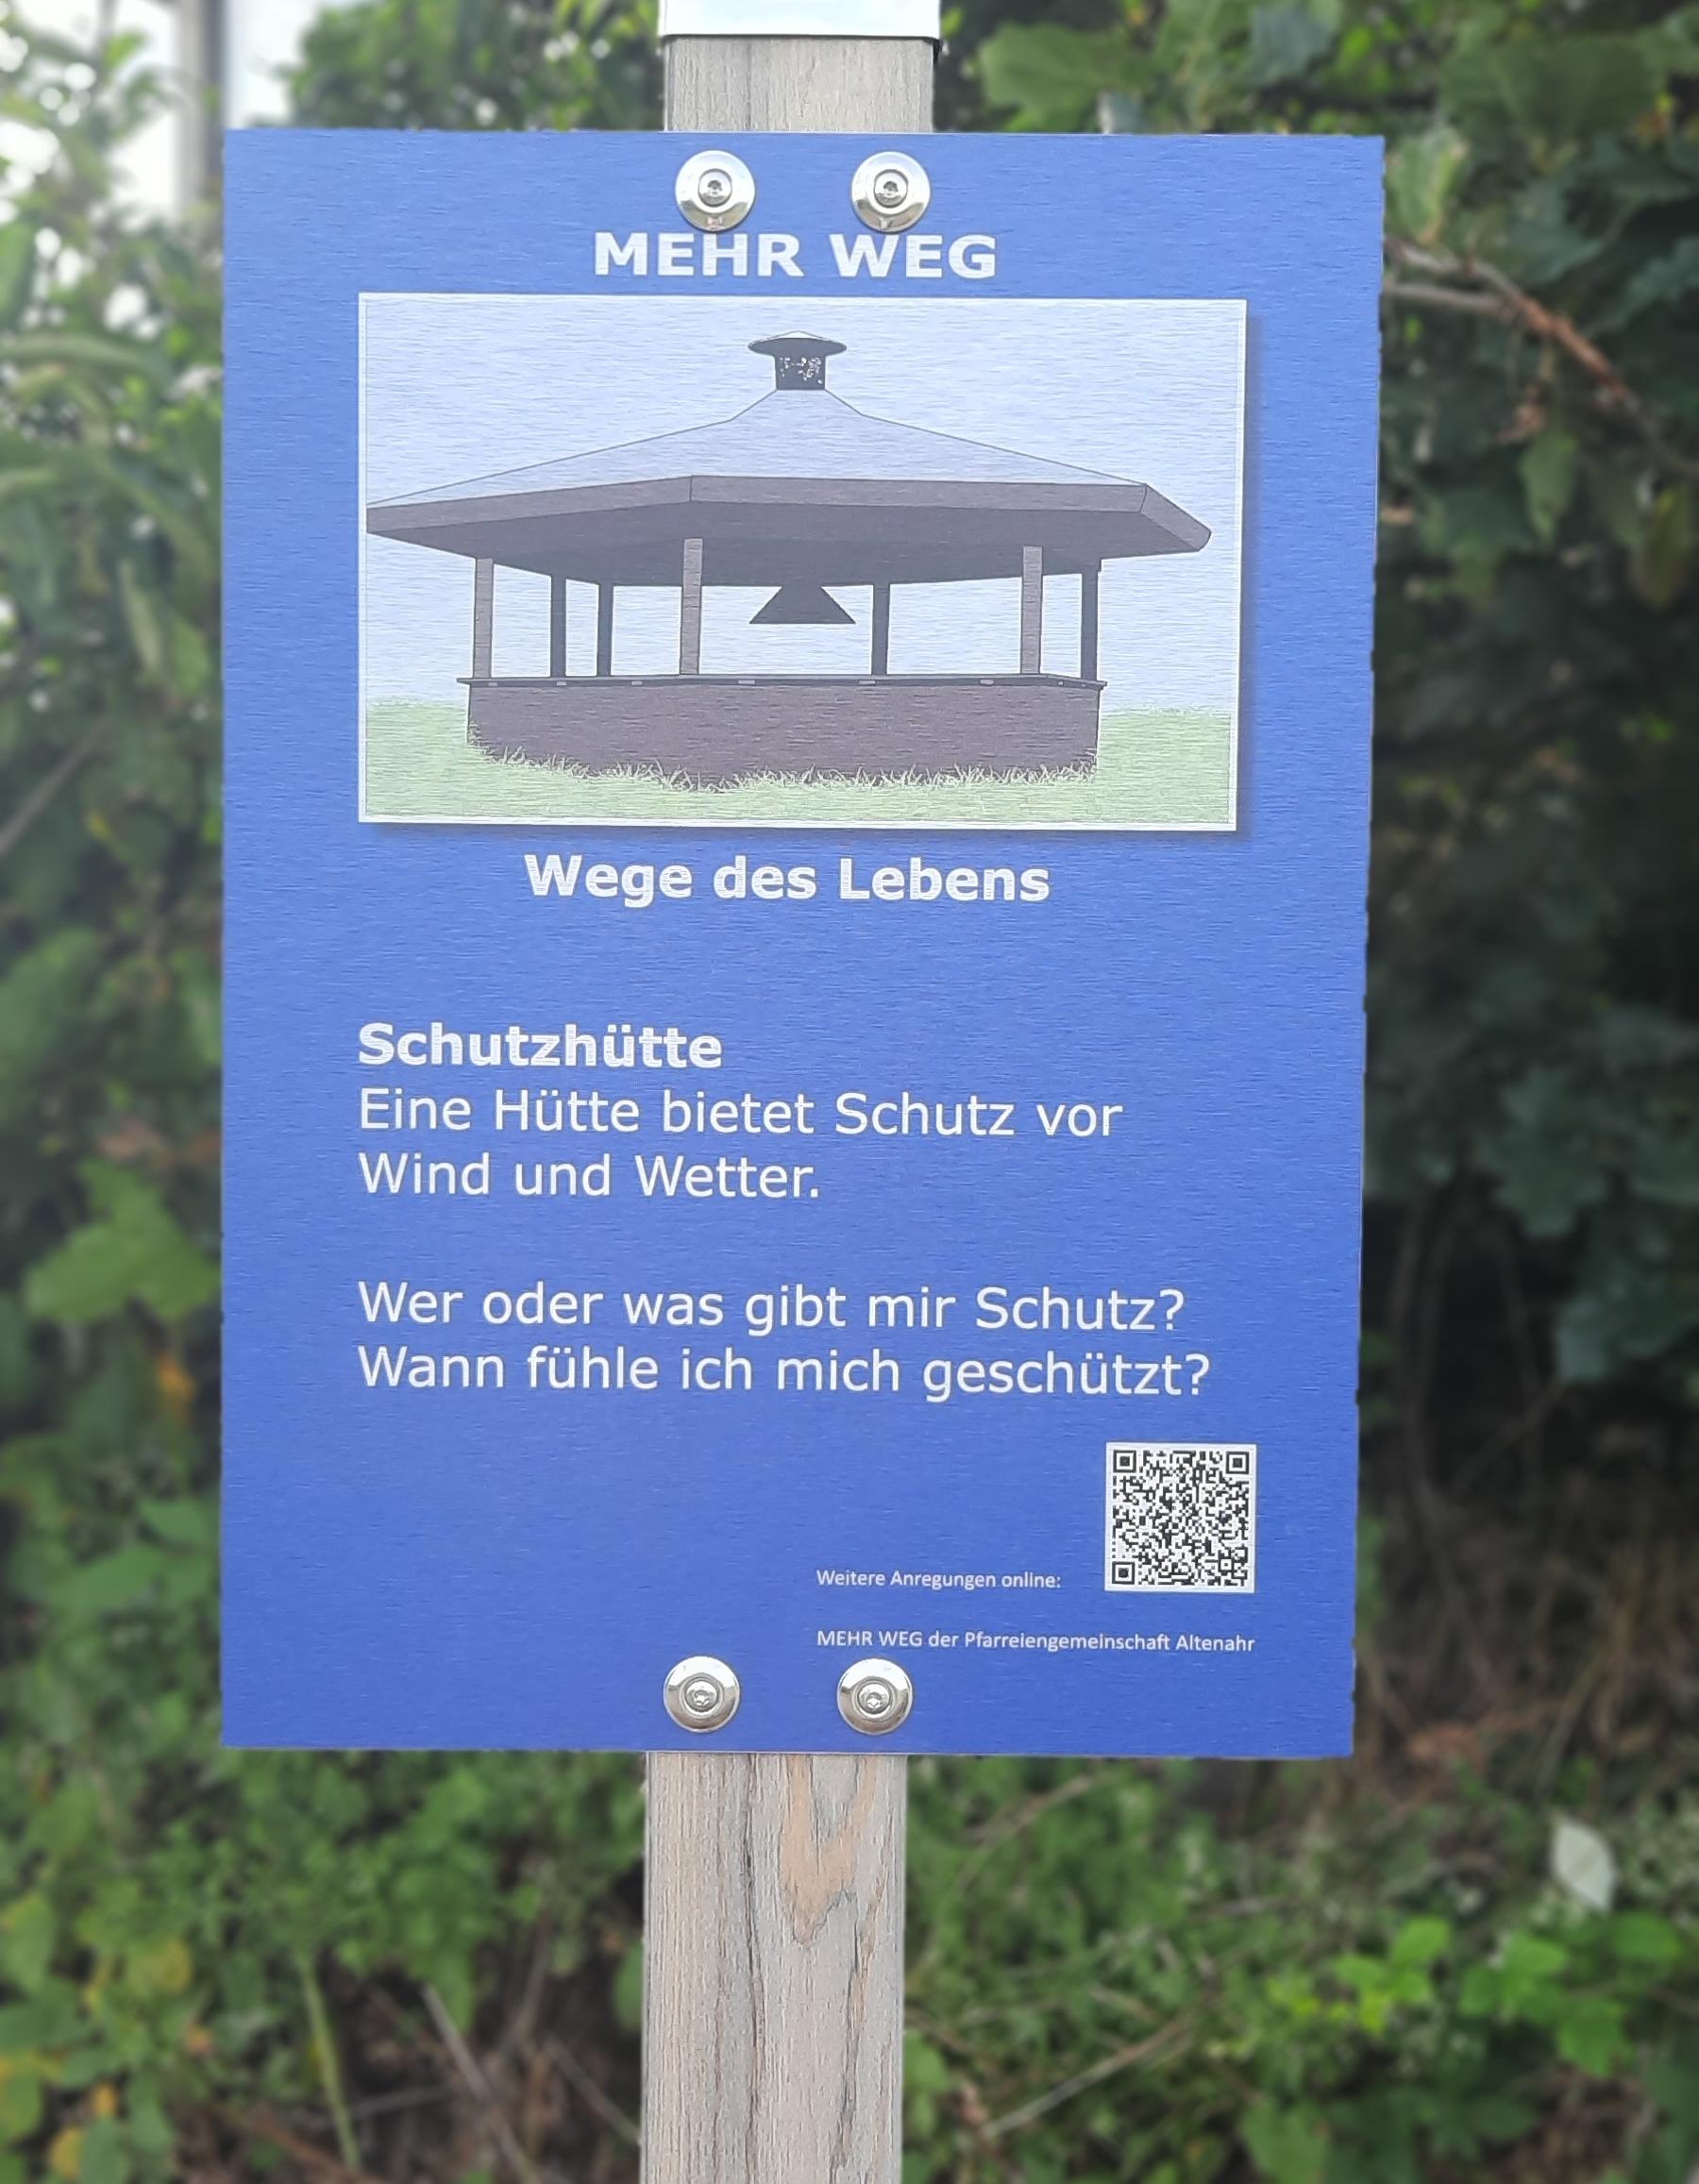 MEHR WEG
Wege des Lebens
Schutzhütte
Eine Hütte bietet Schutz vor
Wind und Wetter.
Wer oder was gibt mir Schutz?
Wann fühle ich mich geschützt?
Weitere Anregungen online:
MEHR WEG der Pfarreiengemeinschaft Altenahr